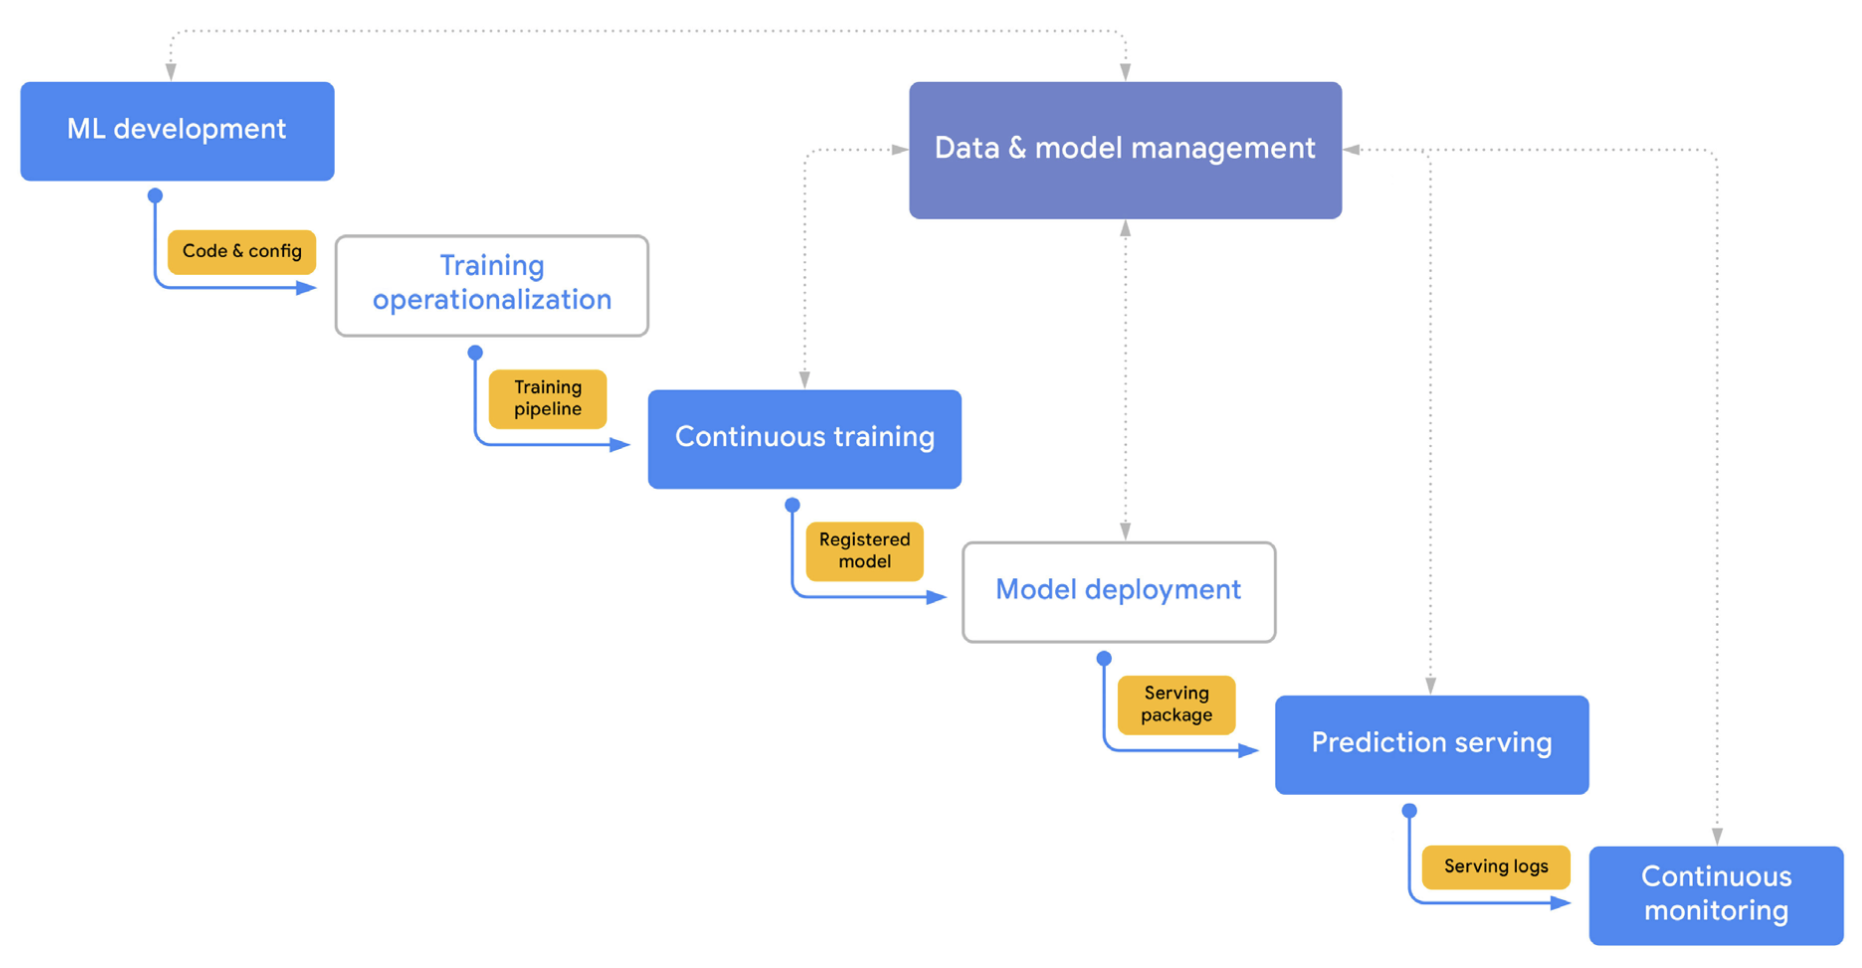 ML development
Data & model management
Code & config
Training
operationalization
Training
pipeline
Continuous training
Registered
model
Model deployment
Serving
package
Prediction serving
Serving logs
Continuous
monitoring